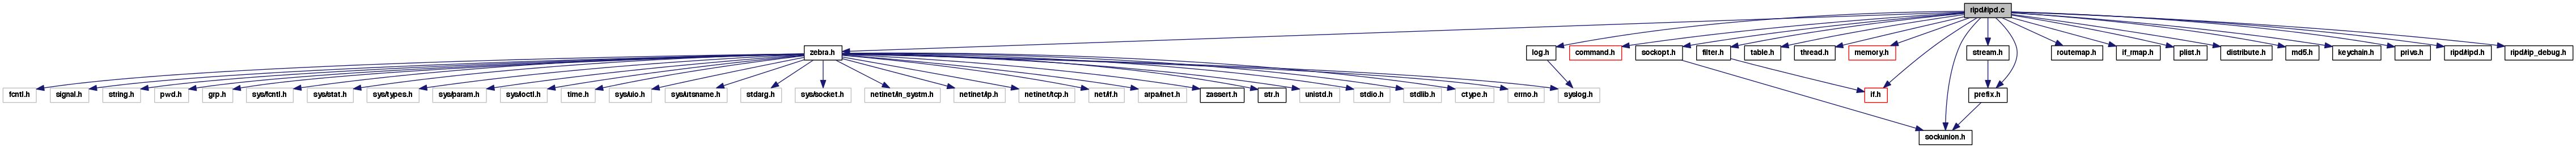 ripd/ripd.c
zebra.h
log.h
command.h
sockopt.h
filter.h
table.h
thread.h
memory.h
stream.h
routemap.h
if_rmap.h
plist.h
distribute.h
md5.h
keychain.h
privs.h
ripd/ripd.h
ripd/rip_debug.h
fcntl.h
signal.h
string.h
pwd.h
grp.h
sys/fcntl.h
sys/stat.h
sys/types.h
sys/param.h
sys/ioctl.h
time.h
sys/uio.h
sys/utsname.h
stdarg.h
sys/socket.h
netinet/in_systm.h
netinet/ip.h
netinet/tcp.h
net/if.h
arpa/inet.h
zassert.h
str.h
unistd.h
stdio.h
stdlib.h
ctype.h
errno.h
syslog.h
if.h
prefix.h
sockunion.h